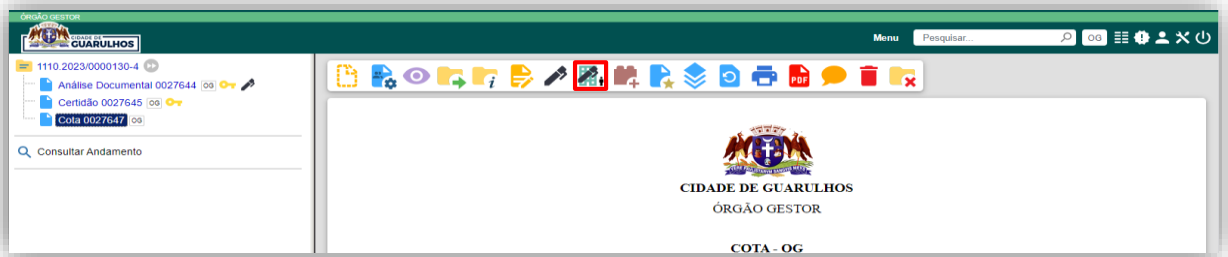 ÓRGÃO GESTOR
CIDADE DE
GUARULHOS
Menu
Pesquisar...
OG
1110.2023/0000130-4
Análise Documental 0027644 OG
Certidão 0027645 OG
Cota 0027647 OG
Consultar Andamento
PDF
CIDADE DE GUARULHOS
ÓRGÃO GESTOR
COTA - OG